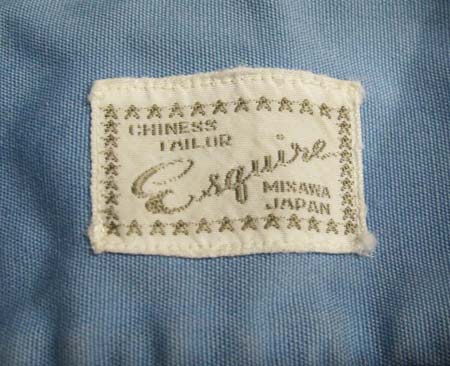 CHINESS
TAILOR
Esquire
MISAWA
JAPAN